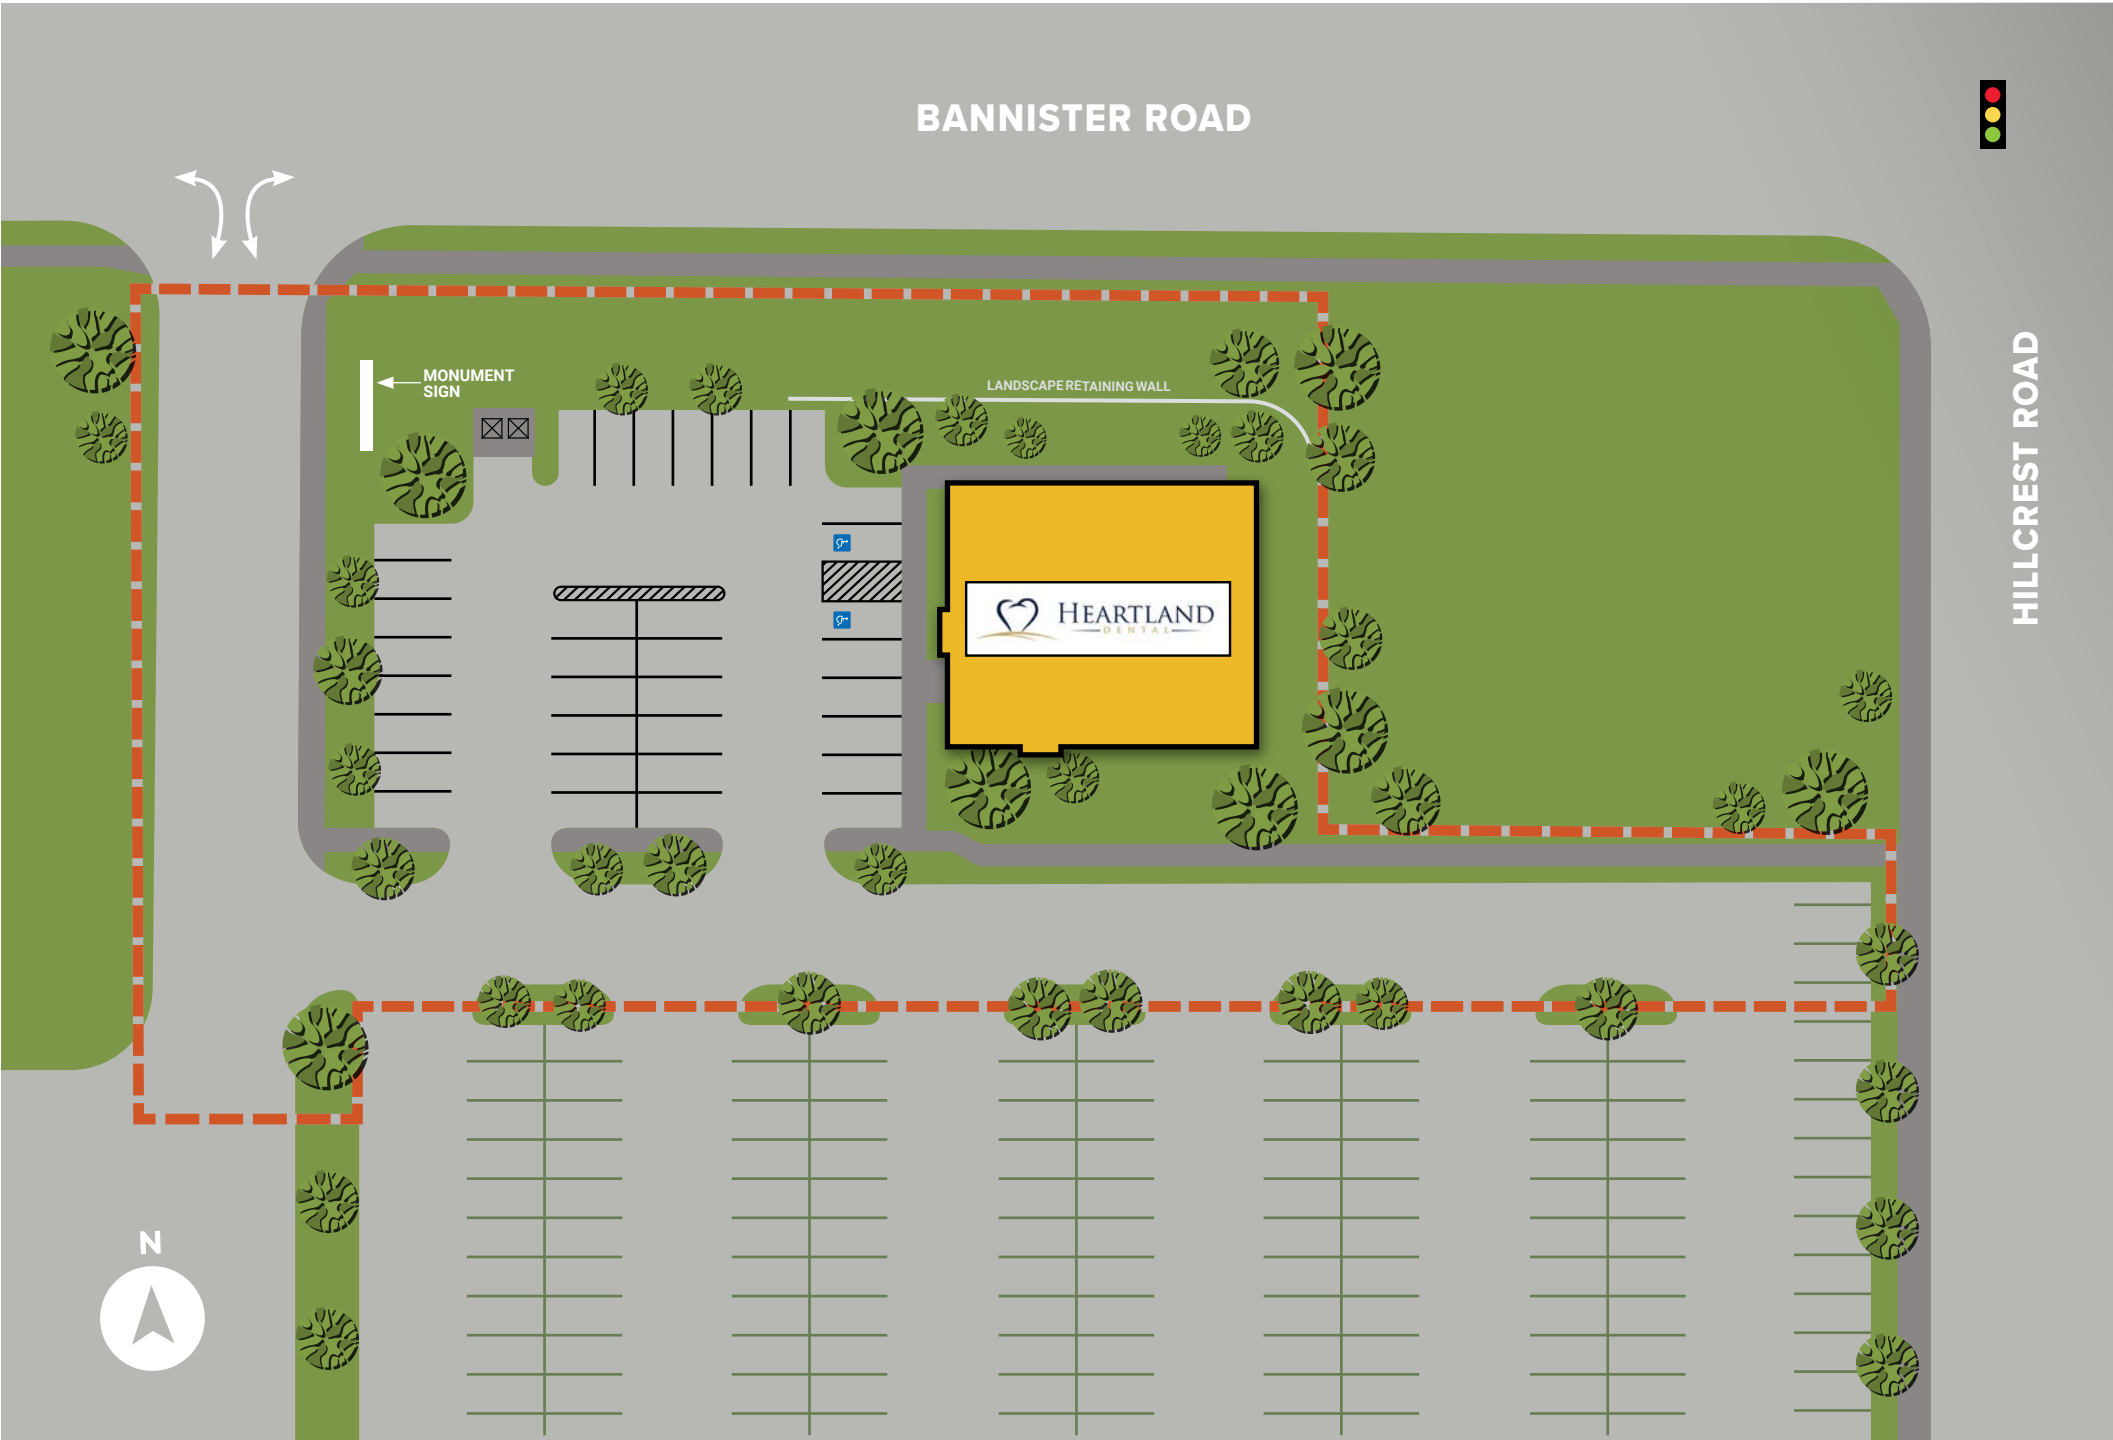 BANNISTER ROAD
MONUMENT
SIGN
LANDSCAPE RETAINING WALL
HILLCREST ROAD
HEARTLAND
DENTAL
N